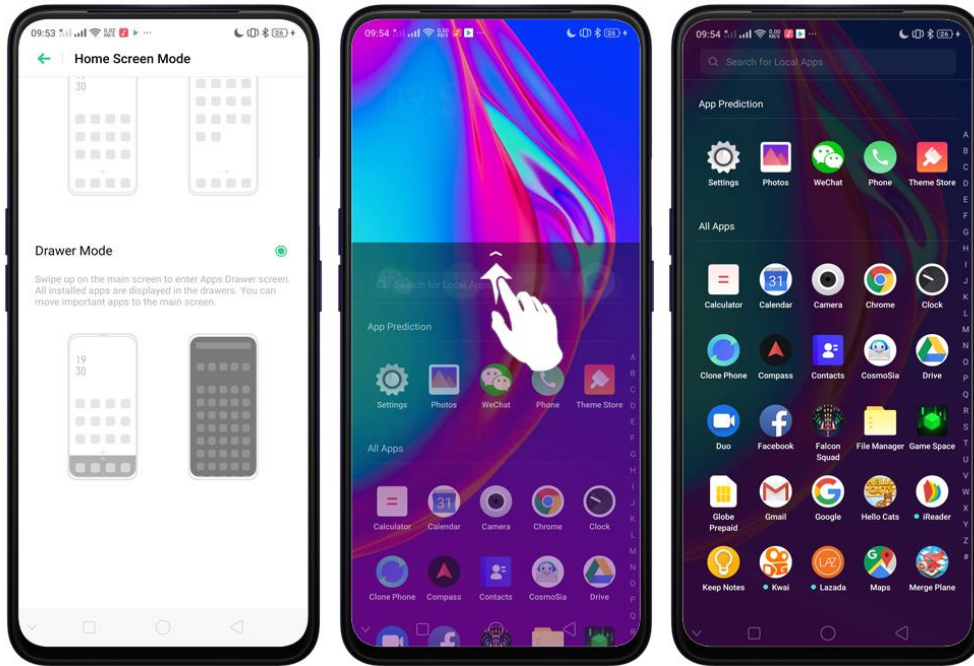 09:53
26
Home Screen Mode
30
Drawer Mode
Swipe up on the main screen to enter Apps Drawer screen.
All installed apps are displayed in the drawers. You can
move important apps to the main screen.
19
30
09:54
26
Search for Local Apps
App Prediction
Settings Photos WeChat Phone Theme Store
All Apps
31
Calculator Calendar Camera Chrome Clock
Clone Phone Compass Contacts CosmoSia Drive
A
B
C
D
E
F
G
H
I
J
K
L
M
N
O
P
Q
R
09:54
26
Search for Local Apps
App Prediction
Settings Photos WeChat Phone Theme Store
All Apps
31
Calculator Calendar Camera Chrome Clock
Clone Phone Compass Contacts CosmoSia Drive
Duo Facebook Falcon Squad File Manager Game Space
Globe Prepaid Gmail Google Hello Cats iReader
LAZ
Keep Notes Kwai Lazada Maps Merge Plane
A
B
C
D
E
F
G
H
I
J
K
L
M
N
O
P
Q
R
S
T
U
V
W
X
Y
Z
#